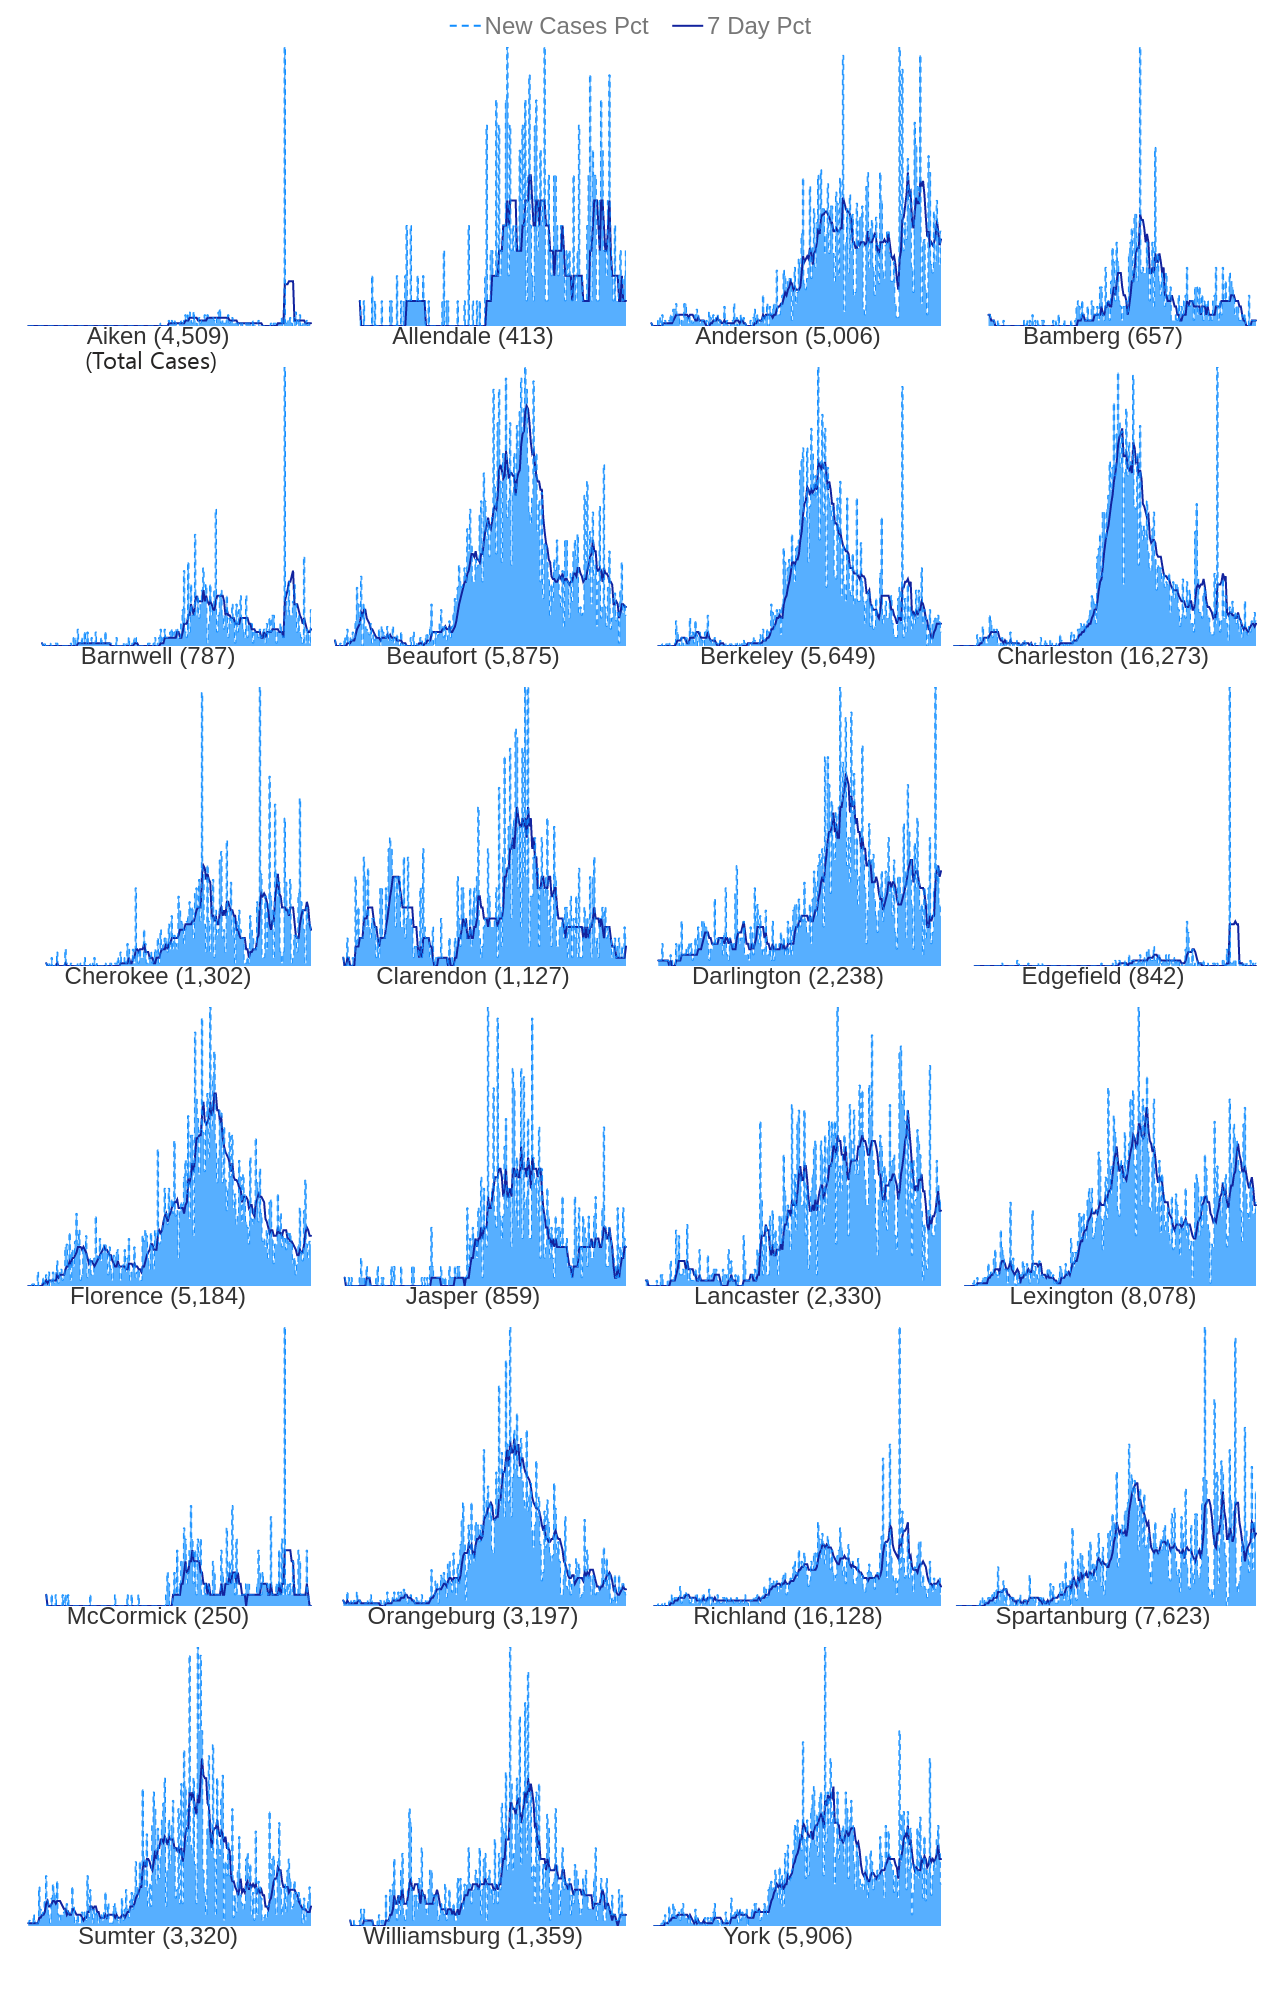 New Cases Pct 7 Day Pct
Aiken (4,509) Allendale (413) Anderson (5,006) Bamberg (657)
(Total Cases)
Barnwell (787) Beaufort (5,875) Berkeley (5,649) Charleston (16,273)
Cherokee (1,302) Clarendon (1,127) Darlington (2,238) Edgefield (842)
Florence (5,184) Jasper (859) Lancaster (2,330) Lexington (8,078)
McCormick (250) Orangeburg (3,197) Richland (16,128) Spartanburg (7,623)
Sumter (3,320) Williamsburg (1,359) York (5,906)